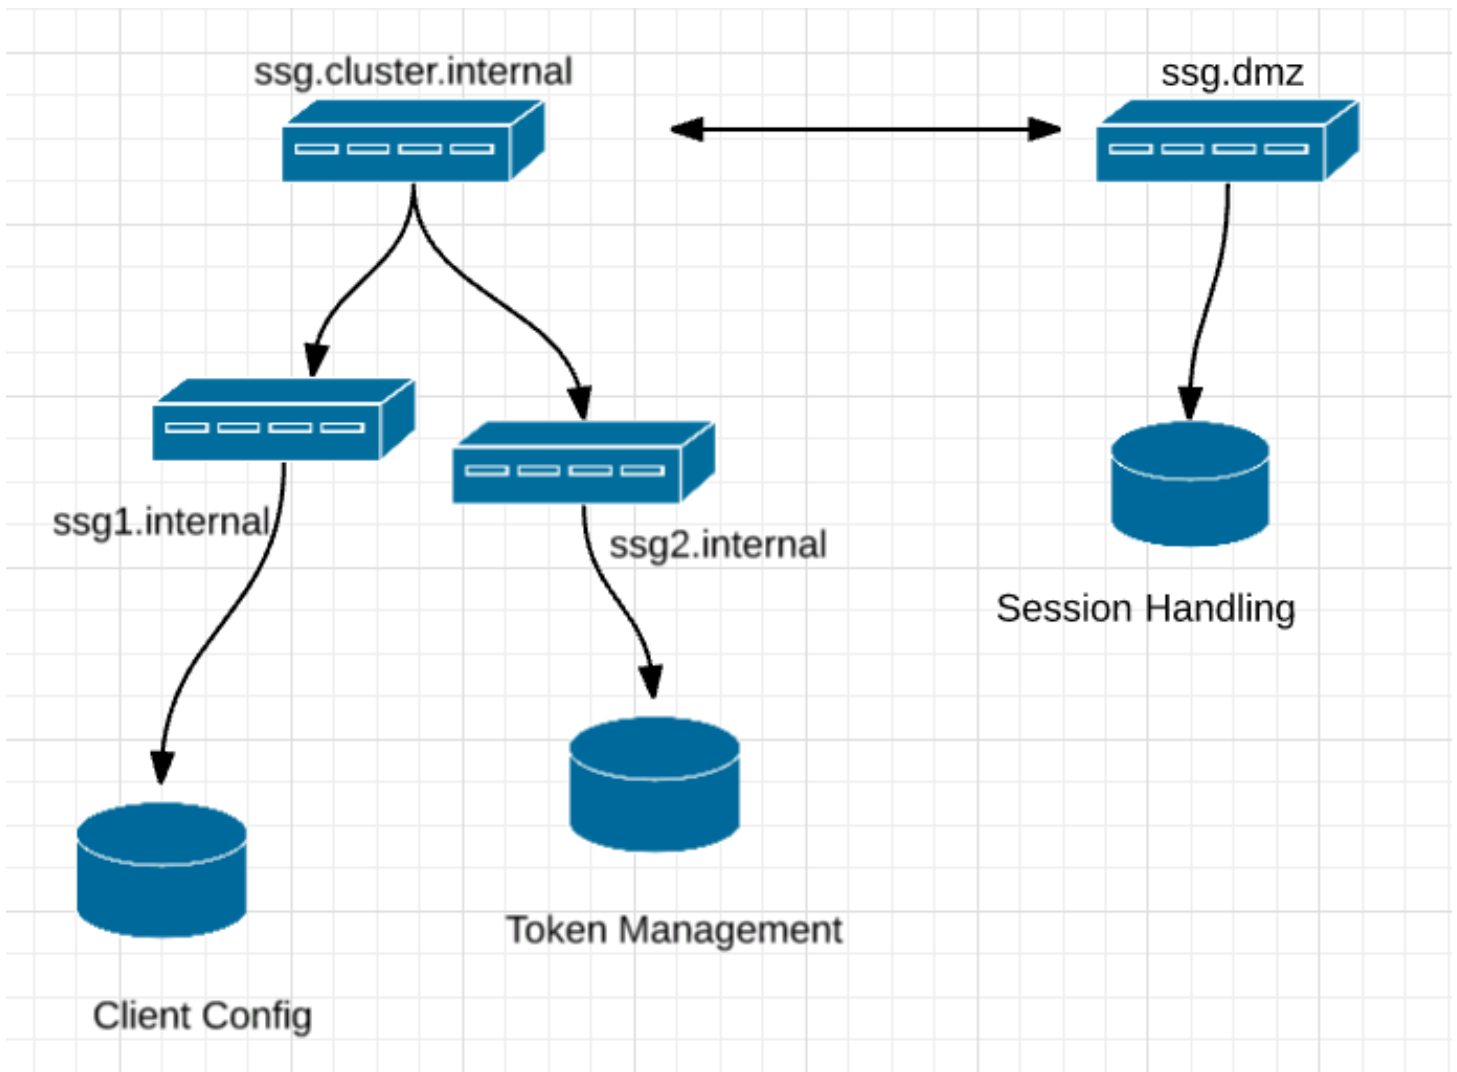 ssg.cluster.internal
ssg.dmz
ssg1.internal
ssg2.internal
Session Handling
Token Management
Client Config